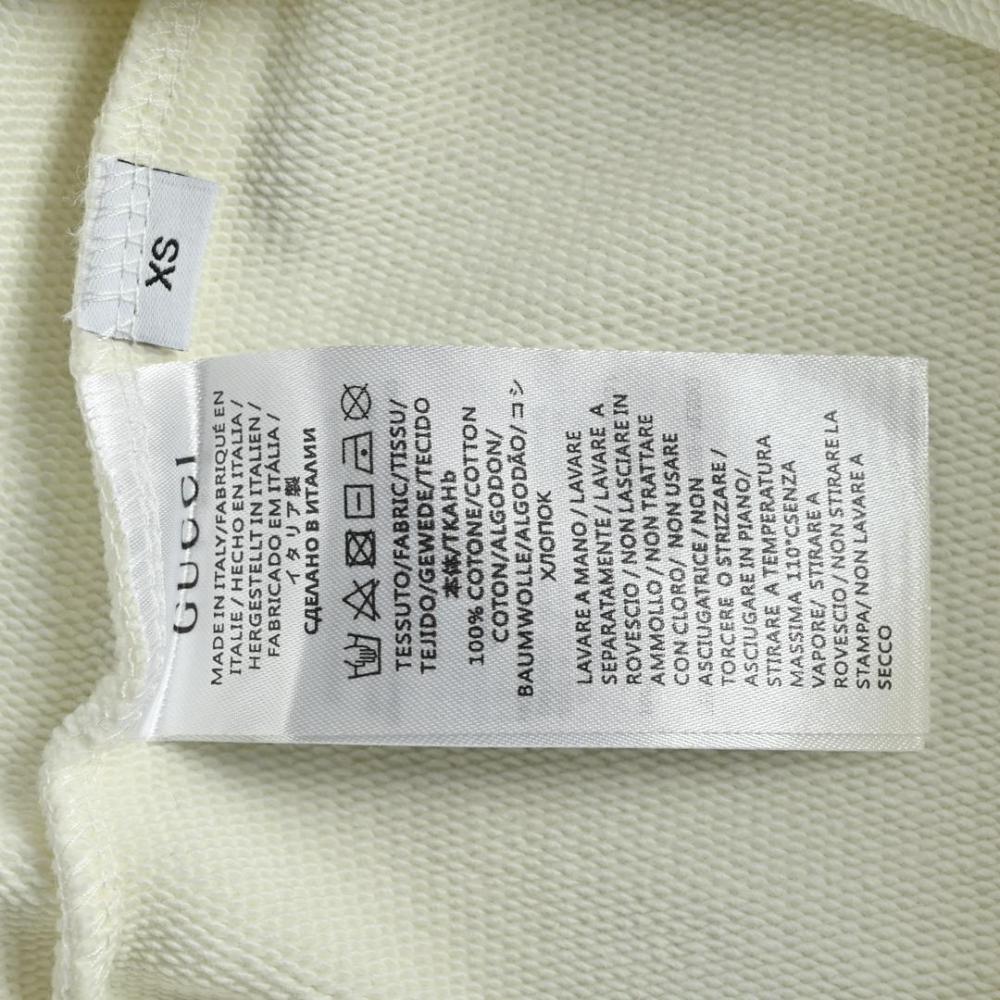 XS
GUCCI
MADE IN ITALY/FABRIQUÉ EN
ITALIE / HECHO EN ITALIA /
HERGESTELLT IN ITALIEN /
FABRICADO EM ITÁLIA /
イタリア製
СДЕЛАНО В ИТАЛИИ
TESSUTO/FABRIC/TISSU/
TEJIDO/GEWEDE/TECIDO
本体/ТКАНЬ
100% COTONE/COTTON
COTON/ALGODON/
BAUMWOLLE/ALGODÃO/コシ
ХЛОПОК
LAVARE A MANO / LAVARE
SEPARATAMENTE / LAVARE A
ROVESCIO / NON LASCIARE IN
AMMOLLO / NON TRATTARE
CON CLORO/ NON USARE
ASCIUGATRICE / NON
TORCERE O STRIZZARE /
ASCIUGARE IN PIANO/
STIRARE A TEMPERATURA
MASSIMA 110°CSENZA
VAPORE/ STIRARE A
ROVESCIO / NON STIRARE LA
STAMPA/ NON LAVARE A
SECCO